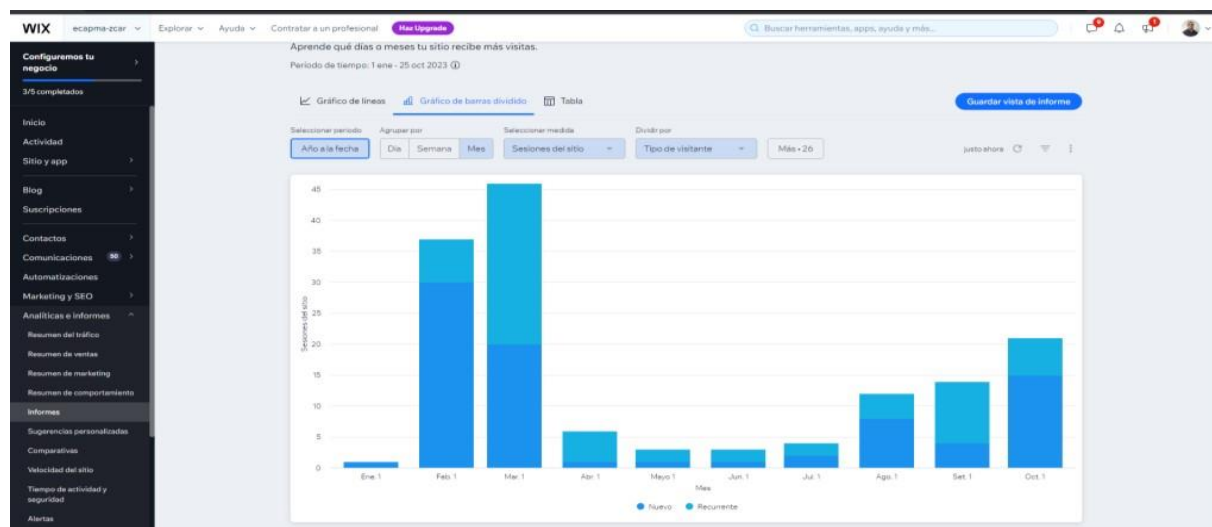 WIX ecapma-zcar Explorar Ayuda Contratar a un profesional Haz Upgrade Buscar herramientas, apps, ayuda y más...
Configuremos tu
negocio
3/5 completados
Inicio
Actividad
Sitio y app
Blog
Suscripciones
Contactos
Comunicaciones 50
Automatizaciones
Marketing y SEO
Analíticas e informes
Resumen del tráfico
Resumen de ventas
Resumen de marketing
Resumen de comportamiento
Informes
Sugerencias personalizadas
Comparativas
Velocidad del sitio
Tiempo de actividad y
seguridad
Alertas
Aprende qué días o meses tu sitio recibe más visitas.
Período de tiempo: 1 ene - 25 oct 2023
Gráfico de líneas Gráfico de barras dividido Tabla Guardar vista de informe
Seleccionar período Agrupar por Seleccionar medida Dividir por
Año a la fecha Día Semana Mes Sesiones del sitio Tipo de visitante Más • 26 justo ahora
Sesiones del sitio
45
40
35
30
25
20
15
10
5
0
Ene. 1 Feb. 1 Mar. 1 Abr. 1 Mayo 1 Jun. 1 Jul. 1 Ago. 1 Set. 1 Oct. 1
Mes
Nuevo Recurrente